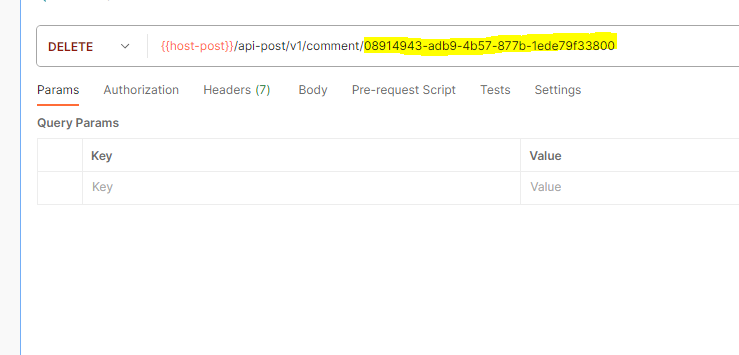 DELETE {{host-post}}/api-post/v1/comment/08914943-adb9-4b57-877b-1ede79f33800
Params Authorization Headers (7) Body Pre-request Script Tests Settings
Query Params
Key Value
Key Value